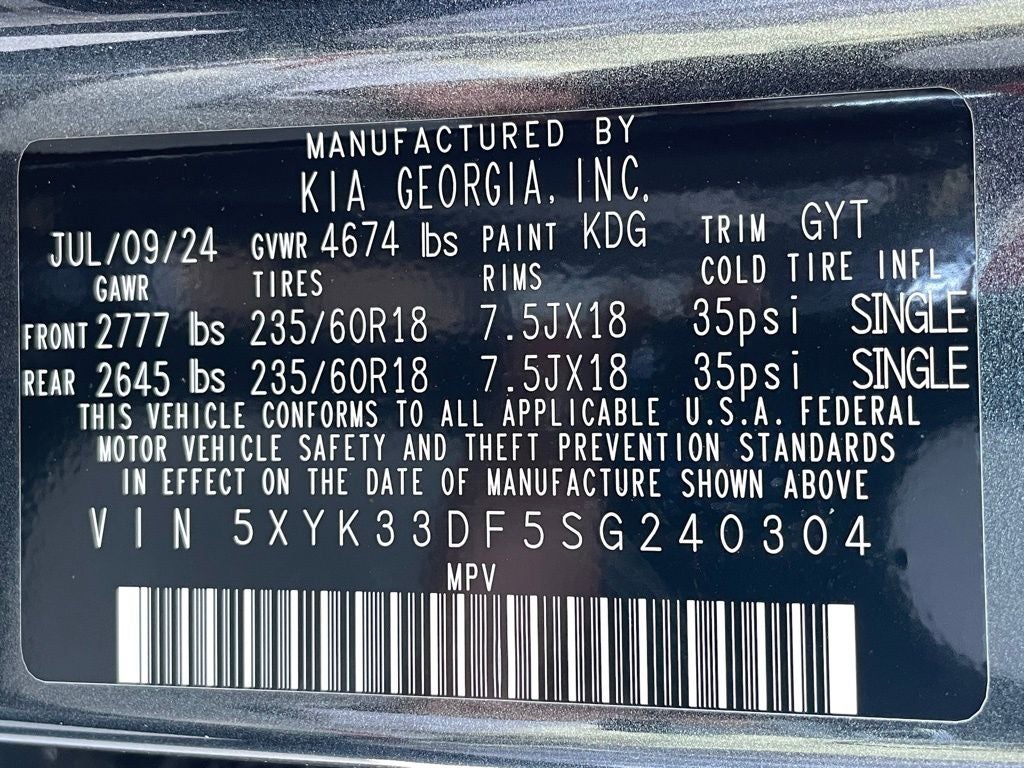 MANUFACTURED BY
KIA GEORGIA, INC.
JUL/09/24 GVWR 4674 lbs PAINT KDG TRIM GYT
GAWR TIRES RIMS COLD TIRE INFL
FRONT 2777 lbs 235/60R18 7.5JX18 35psi SINGLE
REAR 2645 lbs 235/60R18 7.5JX18 35psi SINGLE
THIS VEHICLE CONFORMS TO ALL APPLICABLE U.S.A. FEDERAL
MOTOR VEHICLE SAFETY AND THEFT PREVENTION STANDARDS
IN EFFECT ON THE DATE OF MANUFACTURE SHOWN ABOVE
VIN 5XYK33DF5SG240304
MPV